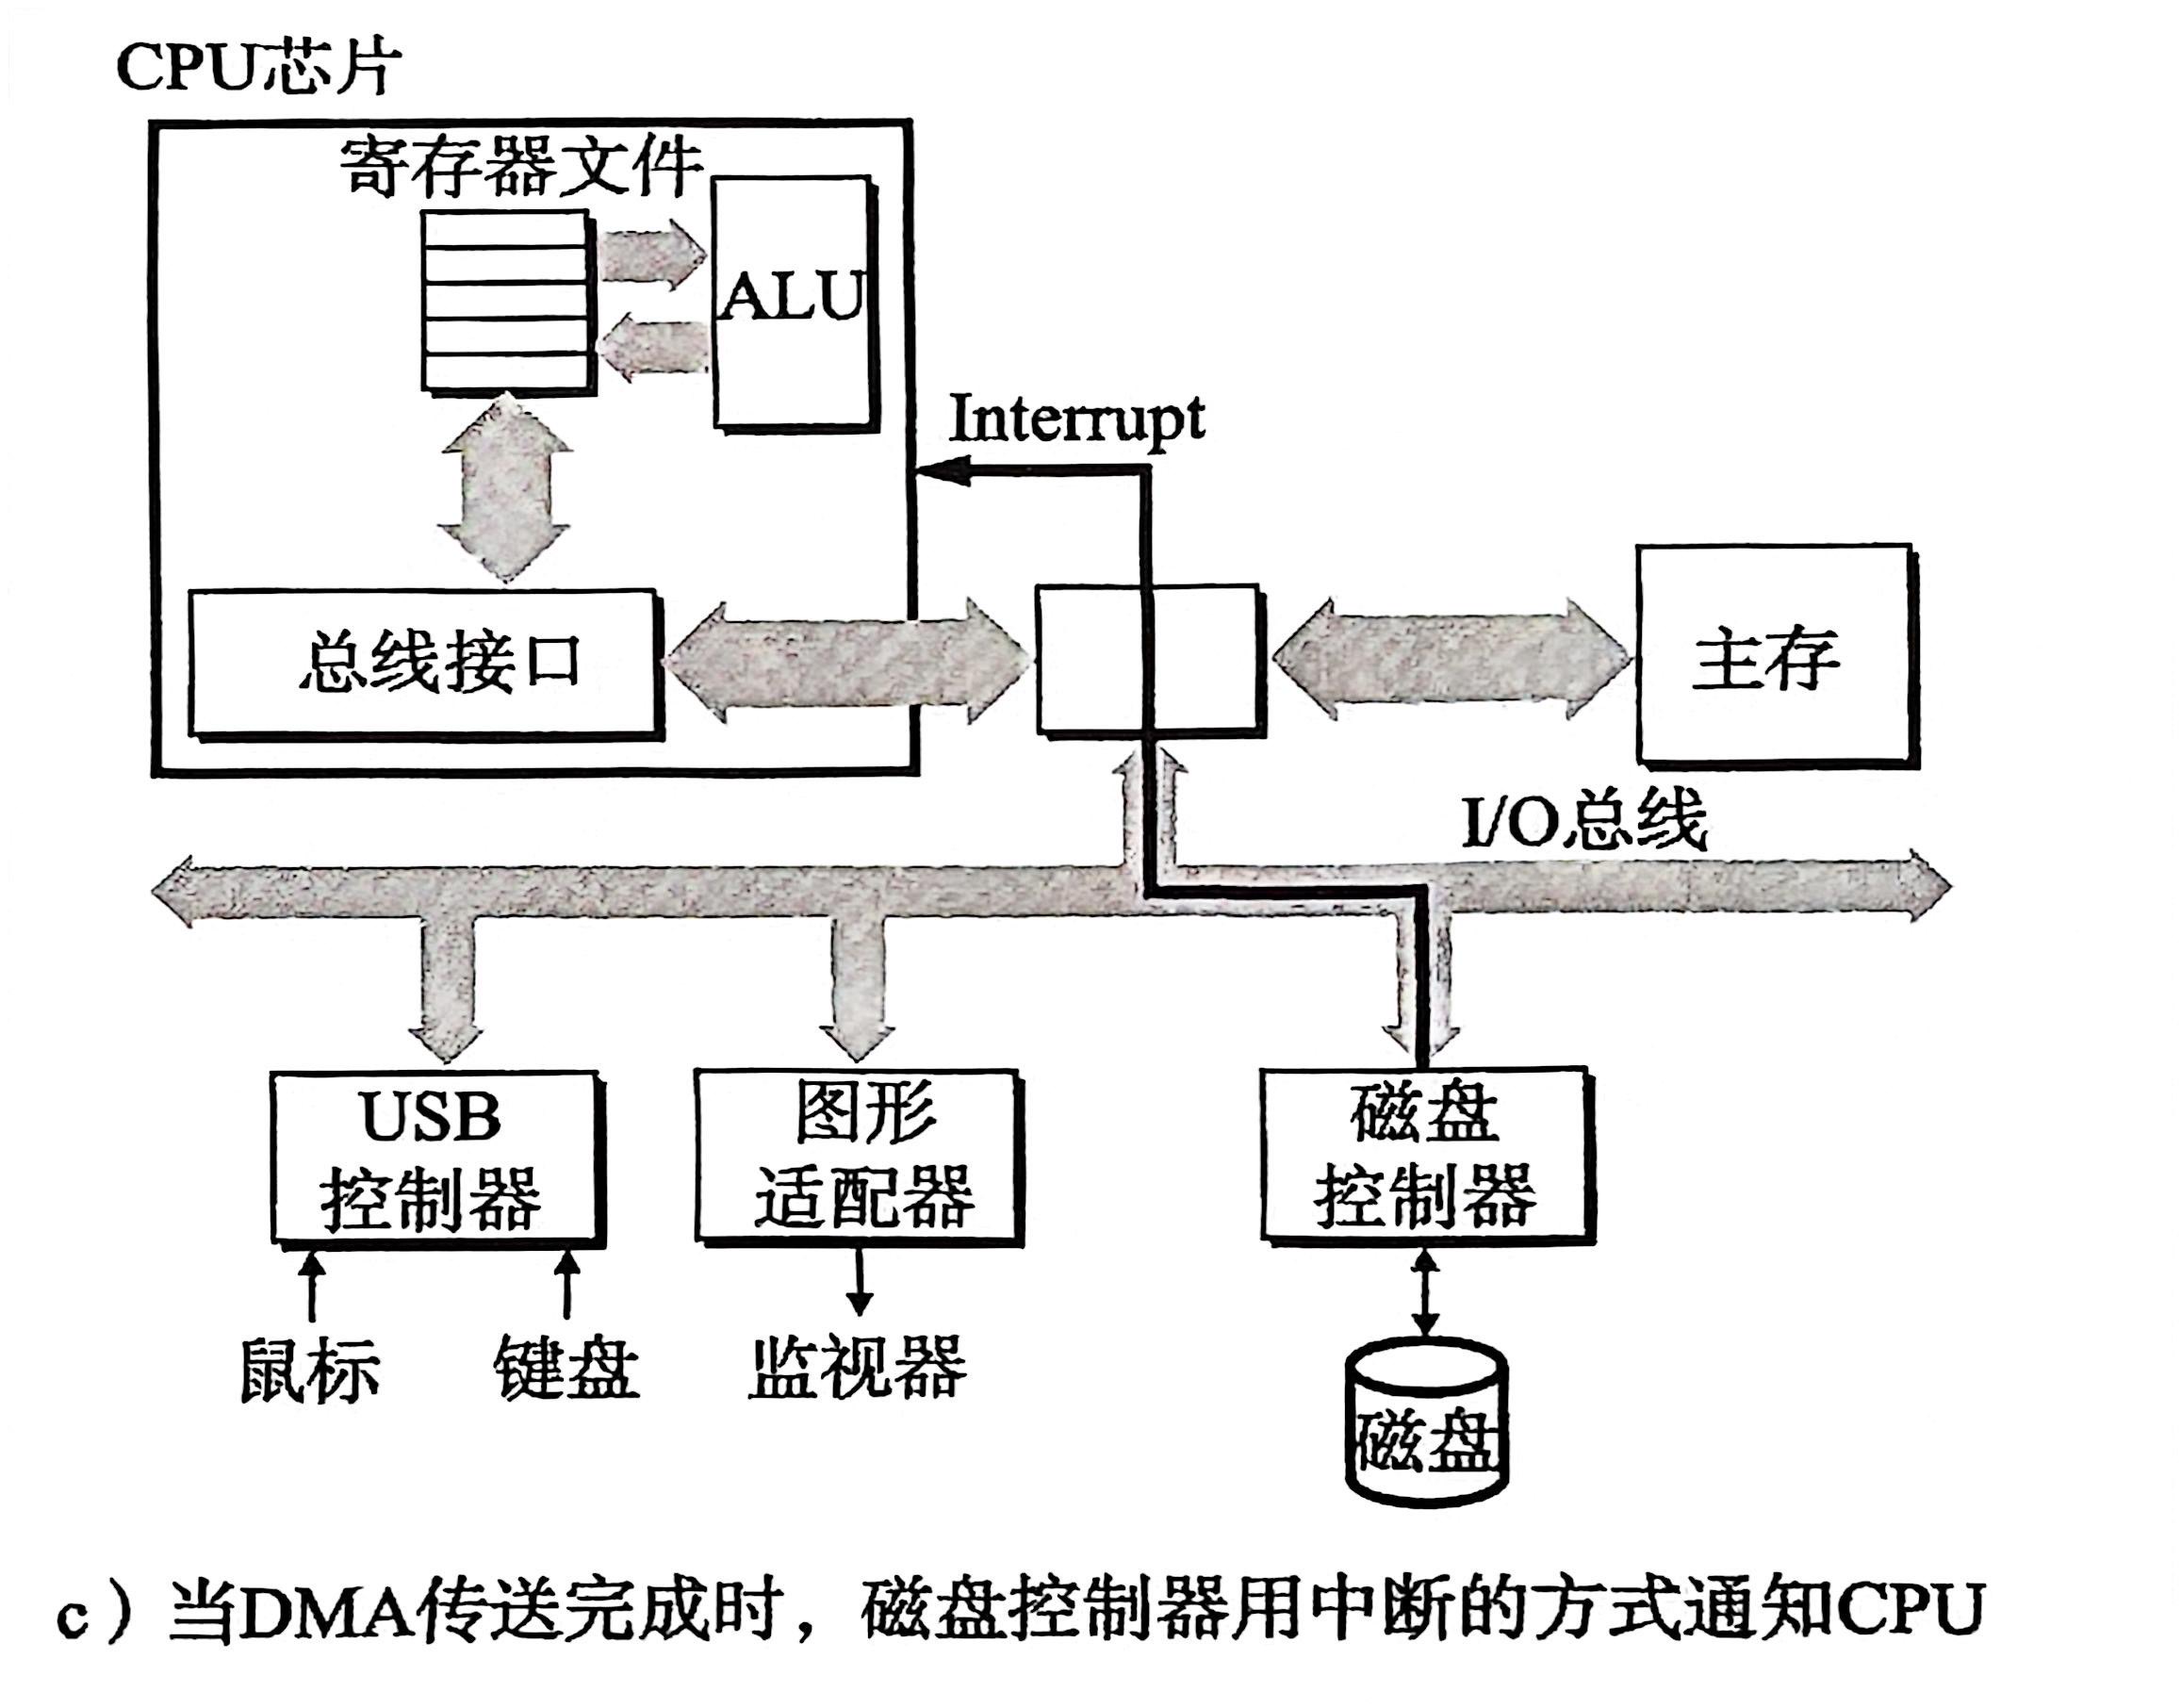 CPU芯片
寄存器文件
ALU
Interrupt
总线接口
主存
I/O总线
USB
控制器
图形
适配器
磁盘
控制器
鼠标
键盘
监视器
磁盘
c）当DMA传送完成时，磁盘控制器用中断的方式通知CPU